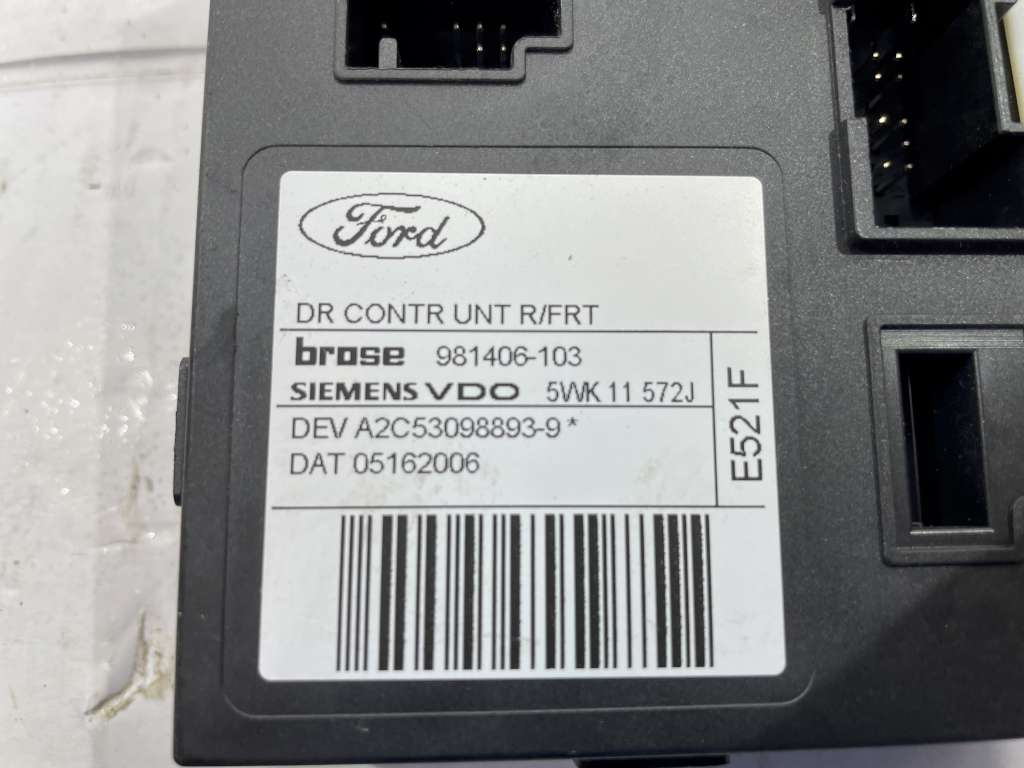 Ford
DR CONTR UNT R/FRT
brose 981406-103
SIEMENS VDO 5WK 11 572J
DEV A2C53098893-9 *
DAT 05162006
E521F